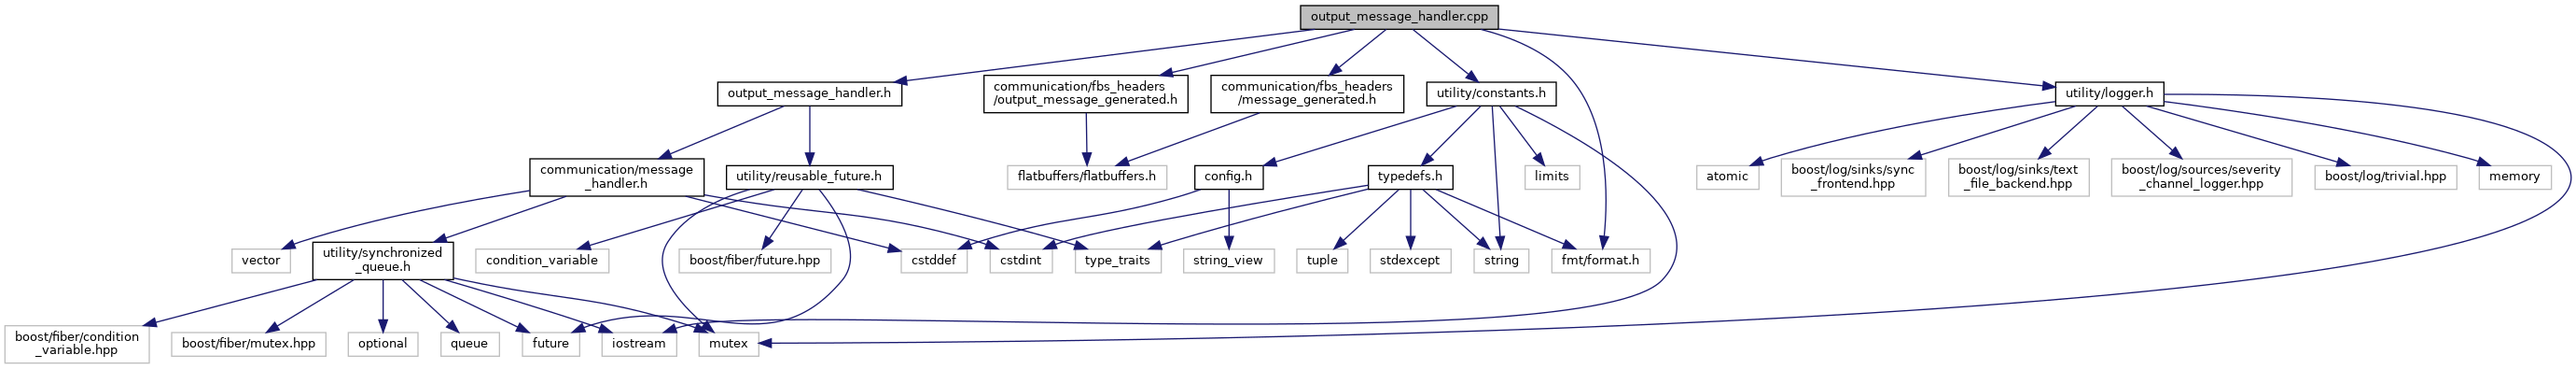 output_message_handler.cpp
output_message_handler.h
communication/fbs_headers
/output_message_generated.h
communication/fbs_headers
/message_generated.h
utility/constants.h
utility/logger.h
communication/message
_handler.h
utility/reusable_future.h
flatbuffers/flatbuffers.h
config.h
typedefs.h
limits
atomic
boost/log/sinks/sync
_frontend.hpp
boost/log/sinks/text
_file_backend.hpp
boost/log/sources/severity
_channel_logger.hpp
boost/log/trivial.hpp
memory
vector
utility/synchronized
_queue.h
condition_variable
boost/fiber/future.hpp
cstddef
cstdint
type_traits
string_view
tuple
stdexcept
string
fmt/format.h
boost/fiber/condition
_variable.hpp
boost/fiber/mutex.hpp
optional
queue
future
iostream
mutex